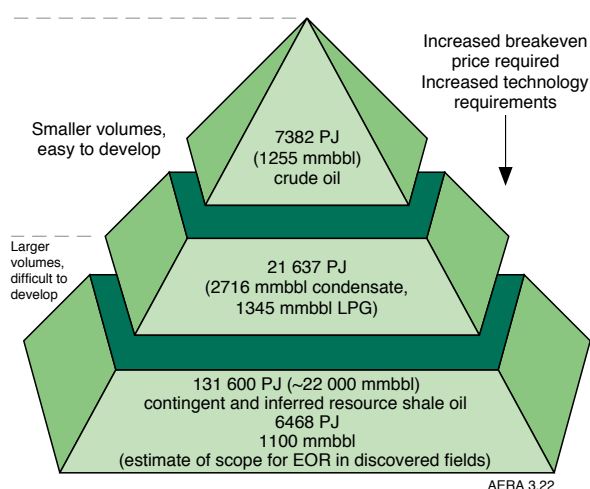 Increased breakeven
price required
Increased technology
requirements
Smaller volumes,
easy to develop
7382 PJ
(1255 mmbbl)
crude oil
Larger
volumes,
difficult to
develop
21 637 PJ
(2716 mmbbl condensate,
1345 mmbbl LPG)
131 600 PJ (~22 000 mmbbl)
contingent and inferred resource shale oil
6468 PJ
1100 mmbbl
(estimate of scope for EOR in discovered fields)
AERA 3.22